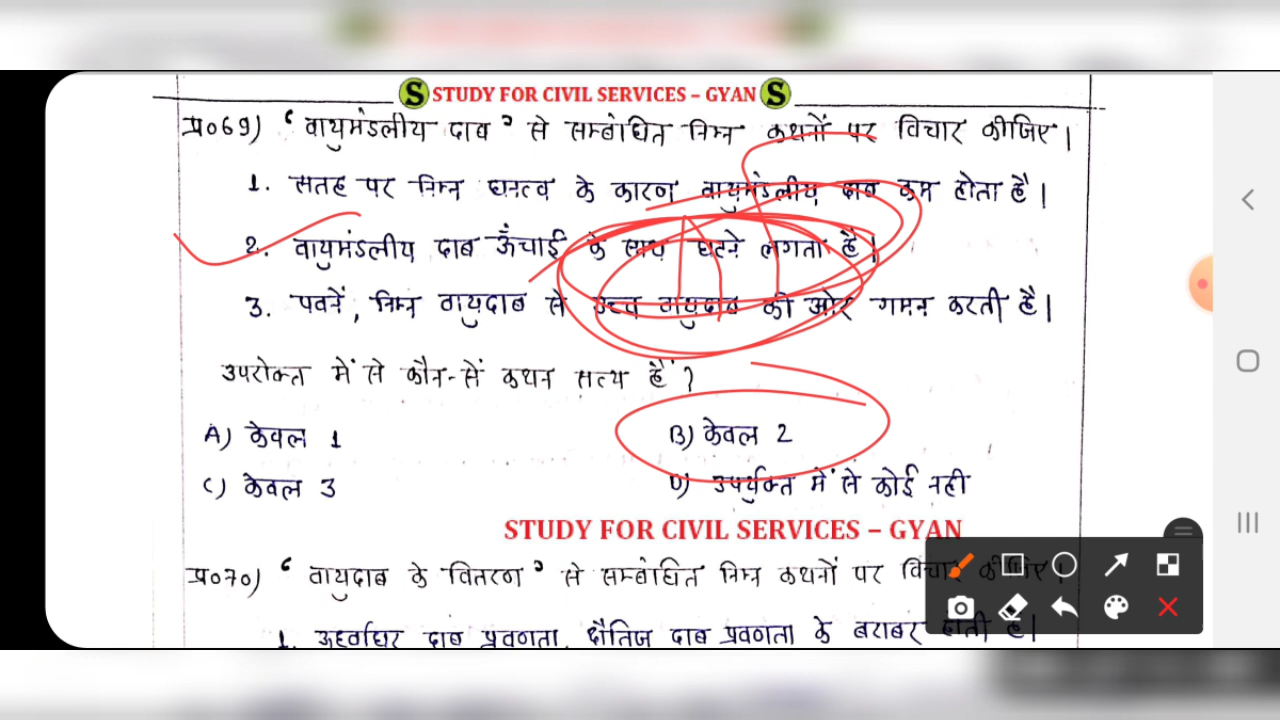 S STUDY FOR CIVIL SERVICES – GYAN S
प्र०69) ‘वायुमंडलीय दाब’ से सम्बंधित निम्न कथनों पर विचार कीजिए।
1. सतह पर निम्न घनत्व के कारण वायुमंडलीय दाब कम होता है।
2. वायुमंडलीय दाब ऊँचाई के साथ घटने लगता है।
3. पवनें, निम्न वायुदाब से उच्च वायुदाब की ओर गमन करती है।
उपरोक्त में से कौन-सें कथन सत्य हैं ?
A) केवल 1
B) केवल 2
C) केवल 3
D) उपर्युक्त में से कोई नही
STUDY FOR CIVIL SERVICES – GYAN
प्र०70) ‘वायुदाब के वितरण’ से सम्बंधित निम्न कथनों पर विचार कीजिए।
1. ऊर्ध्वाधर दाब प्रवणता, क्षैतिज दाब प्रवणता के बराबर होती है।